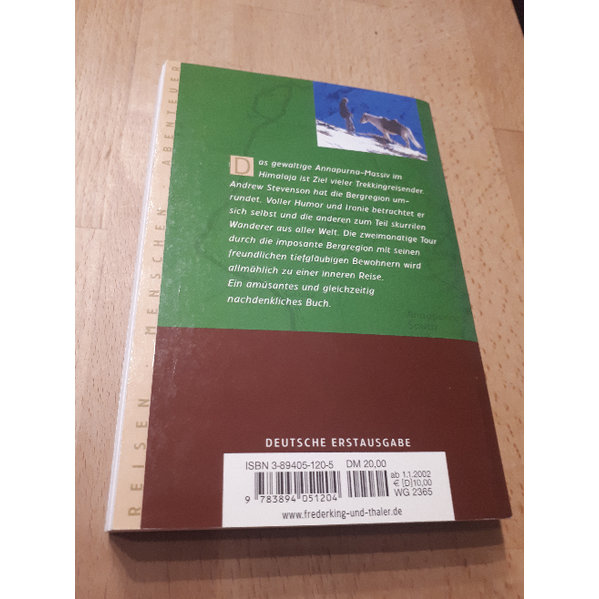 REISEN · MENSCHEN · ABENTEUER
Das gewaltige Annapurna-Massiv im
Himalaja ist Ziel vieler Trekkingreisender.
Andrew Stevenson hat die Bergregion um-
rundet. Voller Humor und Ironie betrachtet er
sich selbst und die anderen zum Teil skurrilen
Wanderer aus aller Welt. Die zweimonatige Tour
durch die imposante Bergregion mit seinen
freundlichen tiefgläubigen Bewohnern wird
allmählich zu einer inneren Reise.
Ein amüsantes und gleichzeitig
nachdenkliches Buch.
Annapurna
South
DEUTSCHE ERSTAUSGABE
ISBN 3-89405-120-5 DM 20,00
ab 1.1.2002
€ [D]10,00
WG 2365
9 783894 051204
www.frederking-und-thaler.de